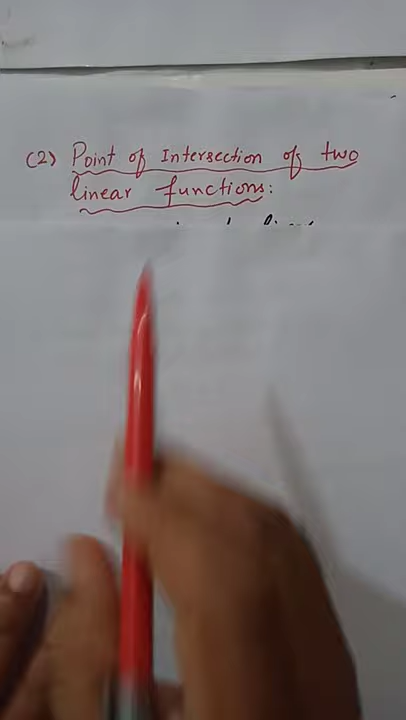 (2) Point of Intersection of two
linear functions: